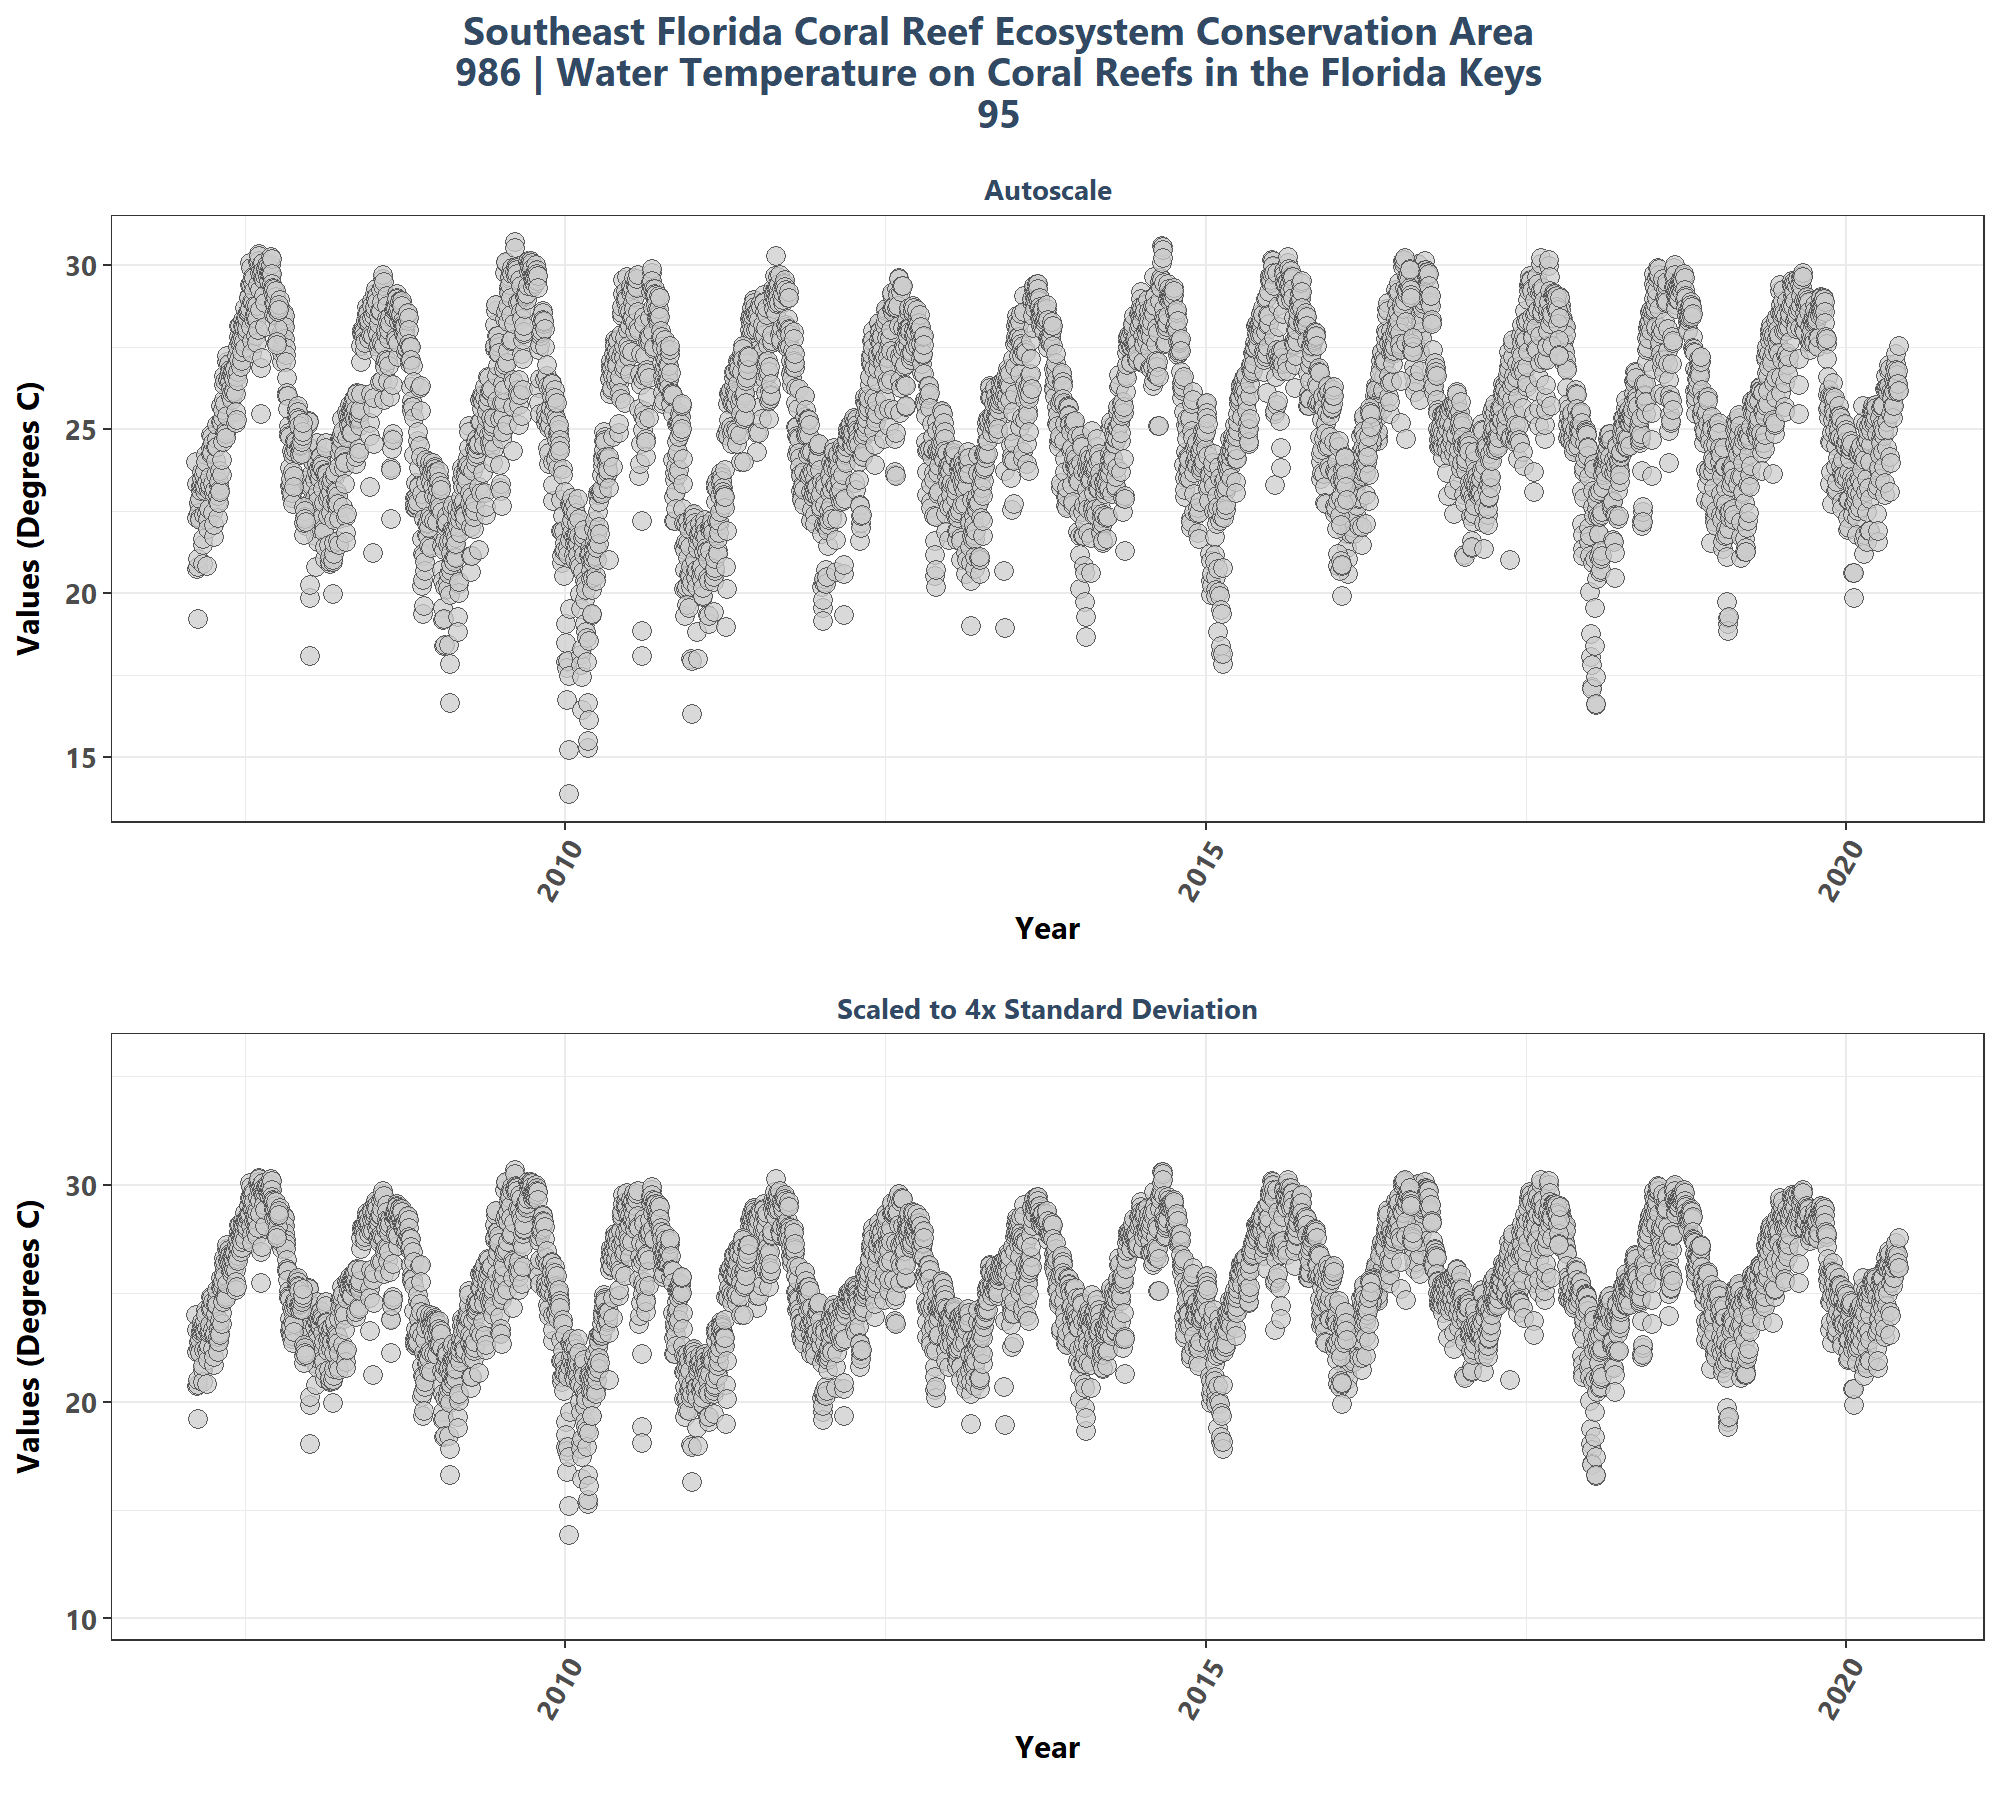 Southeast Florida Coral Reef Ecosystem Conservation Area
986 | Water Temperature on Coral Reefs in the Florida Keys
95
Autoscale
Values (Degrees C)
30
25
20
15
2010
2015
2020
Year
Scaled to 4x Standard Deviation
Values (Degrees C)
30
20
10
2010
2015
2020
Year